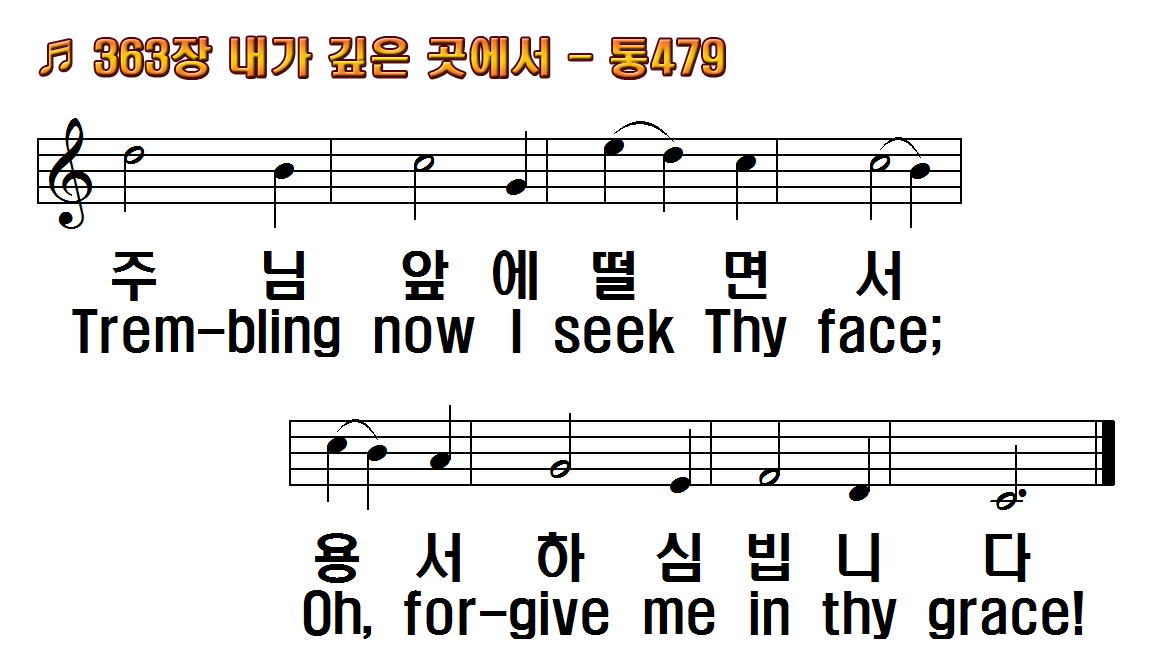 ♬ 363장 내가 깊은 곳에서 - 통479
주 님 앞 에 떨 면 서
Trem-bling now I seek Thy face;
용 서 하 심 빕 니 다
Oh, for-give me in thy grace!